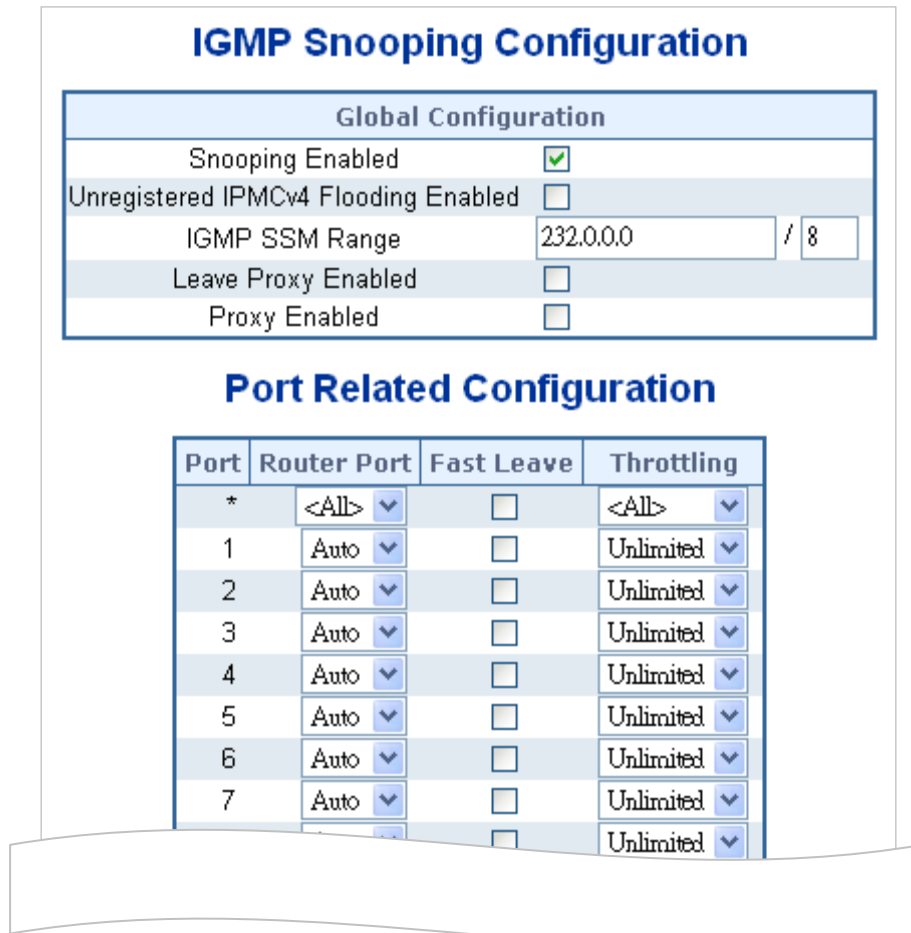 IGMP Snooping Configuration
Global Configuration
Snooping Enabled
Unregistered IPMCv4 Flooding Enabled
IGMP SSM Range 232.0.0.0 / 8
Leave Proxy Enabled
Proxy Enabled
Port Related Configuration
Port Router Port Fast Leave Throttling
* <All> <All>
1 Auto Unlimited
2 Auto Unlimited
3 Auto Unlimited
4 Auto Unlimited
5 Auto Unlimited
6 Auto Unlimited
7 Auto Unlimited
Unlimited